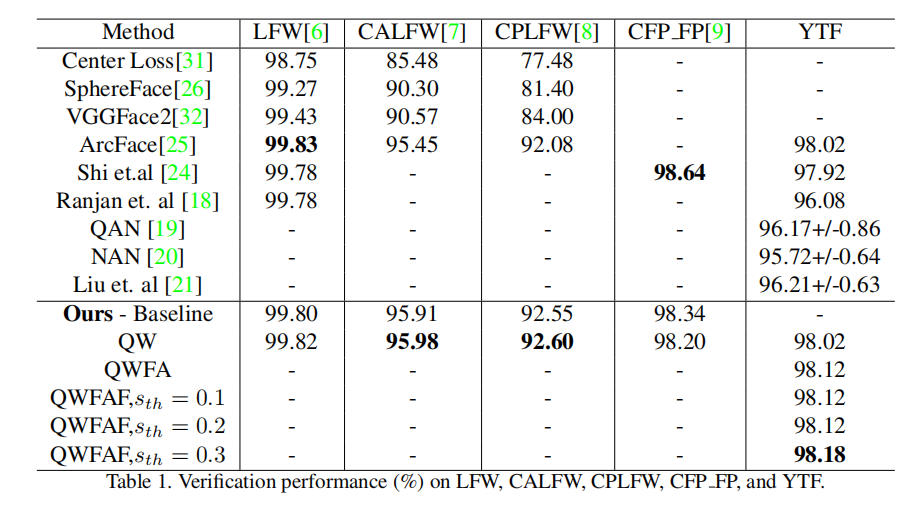 Method LFW[6] CALFW[7] CPLFW[8] CFP_FP[9] YTF
Center Loss[31] 98.75 85.48 77.48 - -
SphereFace[26] 99.27 90.30 81.40 - -
VGGFace2[32] 99.43 90.57 84.00 - -
ArcFace[25] 99.83 95.45 92.08 - 98.02
Shi et.al [24] 99.78 - - 98.64 97.92
Ranjan et. al [18] 99.78 - - - 96.08
QAN [19] - - - - 96.17+/-0.86
NAN [20] - - - - 95.72+/-0.64
Liu et. al [21] - - - - 96.21+/-0.63
Ours - Baseline 99.80 95.91 92.55 98.34 -
QW 99.82 95.98 92.60 98.20 98.02
QWFA - - - - 98.12
QWFAF,s_th = 0.1 - - - - 98.12
QWFAF,s_th = 0.2 - - - - 98.12
QWFAF,s_th = 0.3 - - - - 98.18
Table 1. Verification performance (%) on LFW, CALFW, CPLFW, CFP_FP, and YTF.